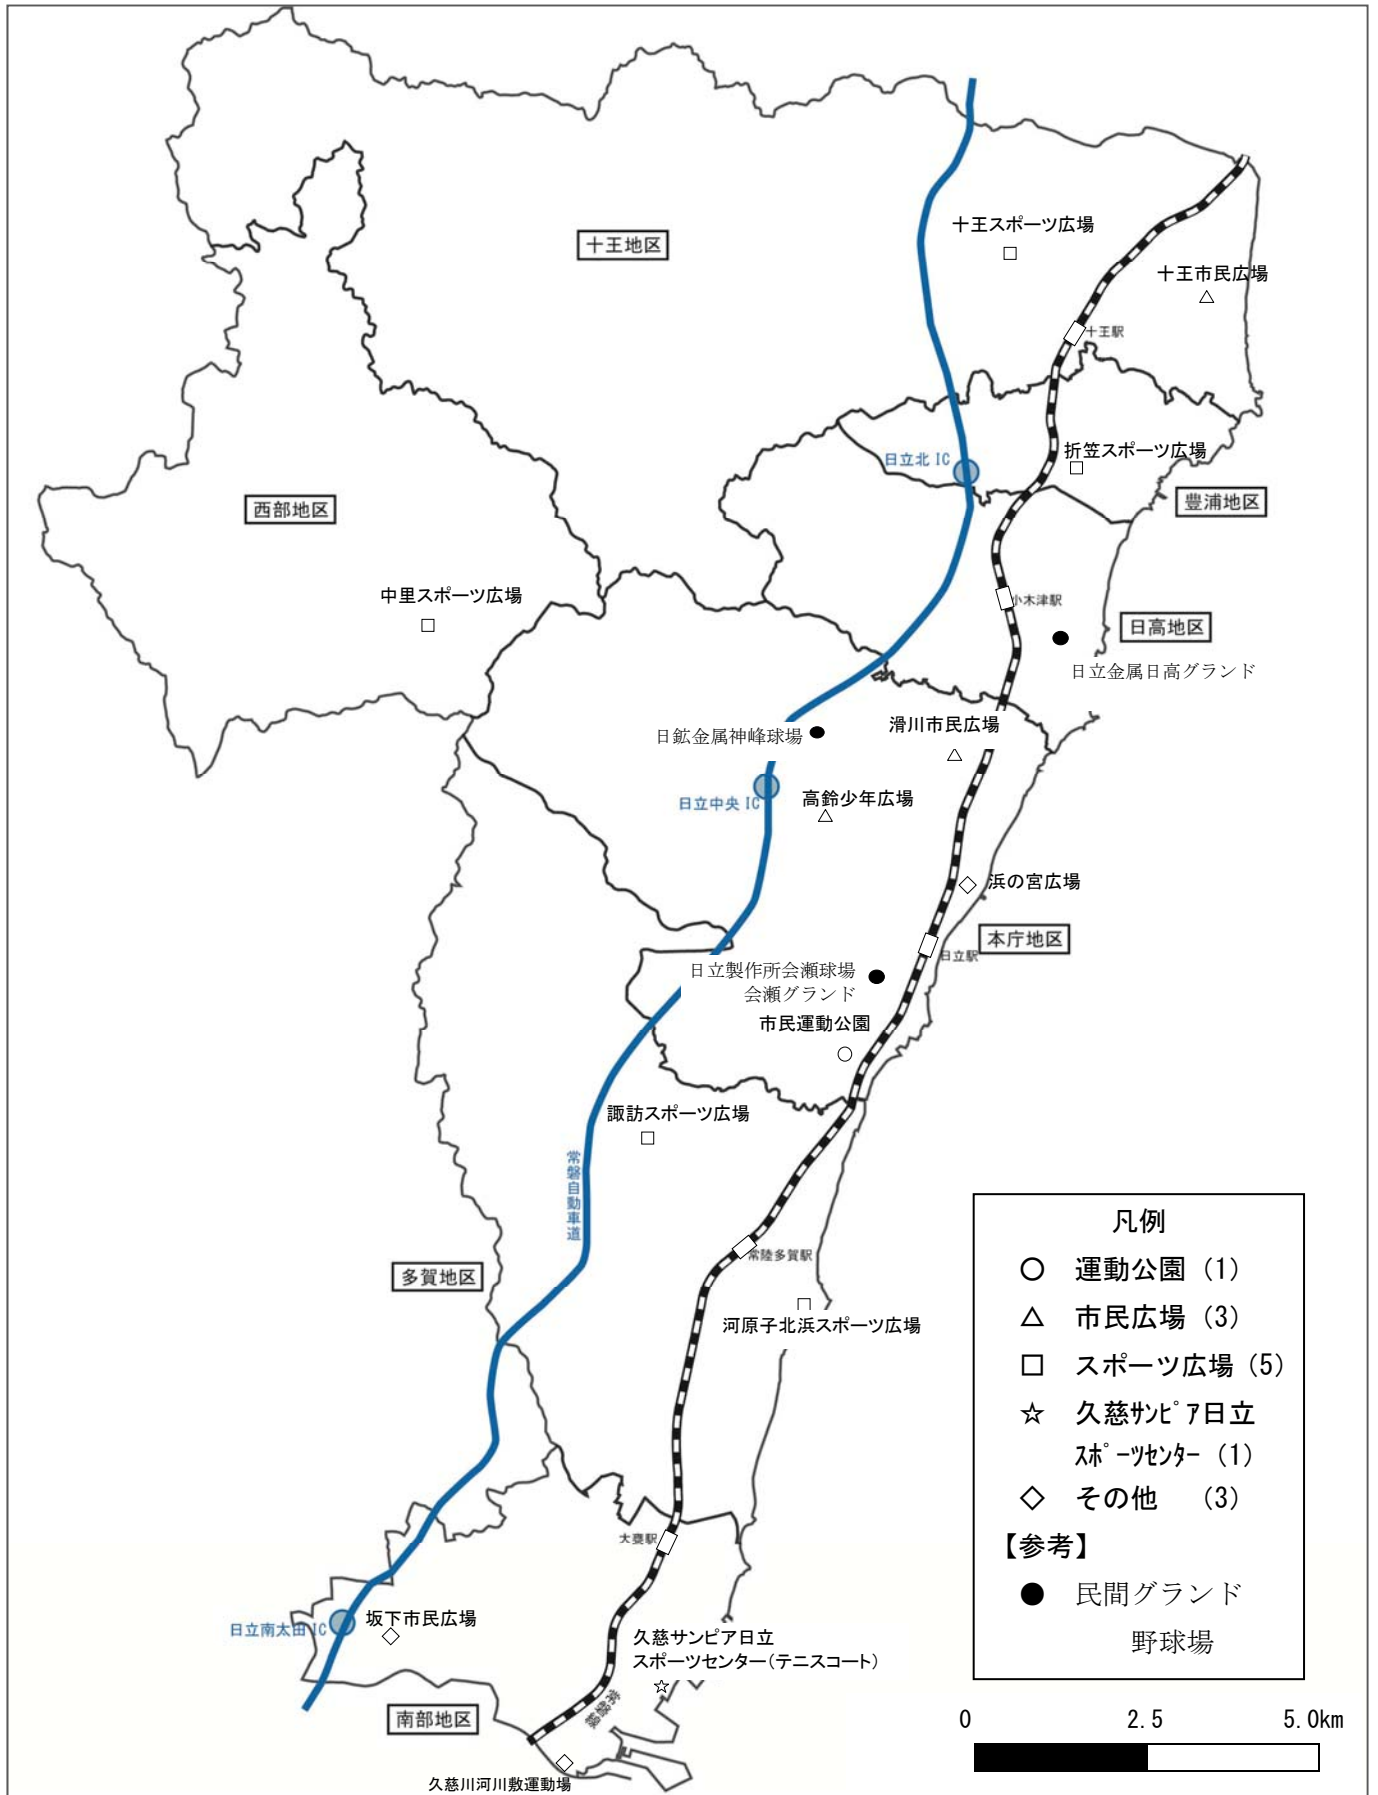 十王スポーツ広場
十王地区
十王市民広場
十王駅
折笠スポーツ広場
日立北 IC
豊浦地区
西部地区
中里スポーツ広場
小木津駅
日高地区
日立金属日高グランド
滑川市民広場
日鉱金属神峰球場
高鈴少年広場
日立中央 IC
浜の宮広場
本庁地区
日立駅
日立製作所会瀬球場
会瀬グランド
市民運動公園
諏訪スポーツ広場
常磐自動車道
常陸多賀駅
多賀地区
河原子北浜スポーツ広場
大甕駅
坂下市民広場
日立南太田 IC
久慈サンピア日立
スポーツセンター(テニスコート)
常磐線
南部地区
久慈川河川敷運動場
凡例
○ 運動公園 (1)
△ 市民広場 (3)
□ スポーツ広場 (5)
☆ 久慈ｻﾝﾋﾟｱ日立
ｽﾎﾟｰﾂｾﾝﾀｰ (1)
◇ その他 (3)
【参考】
● 民間グランド
野球場
0 2.5 5.0km